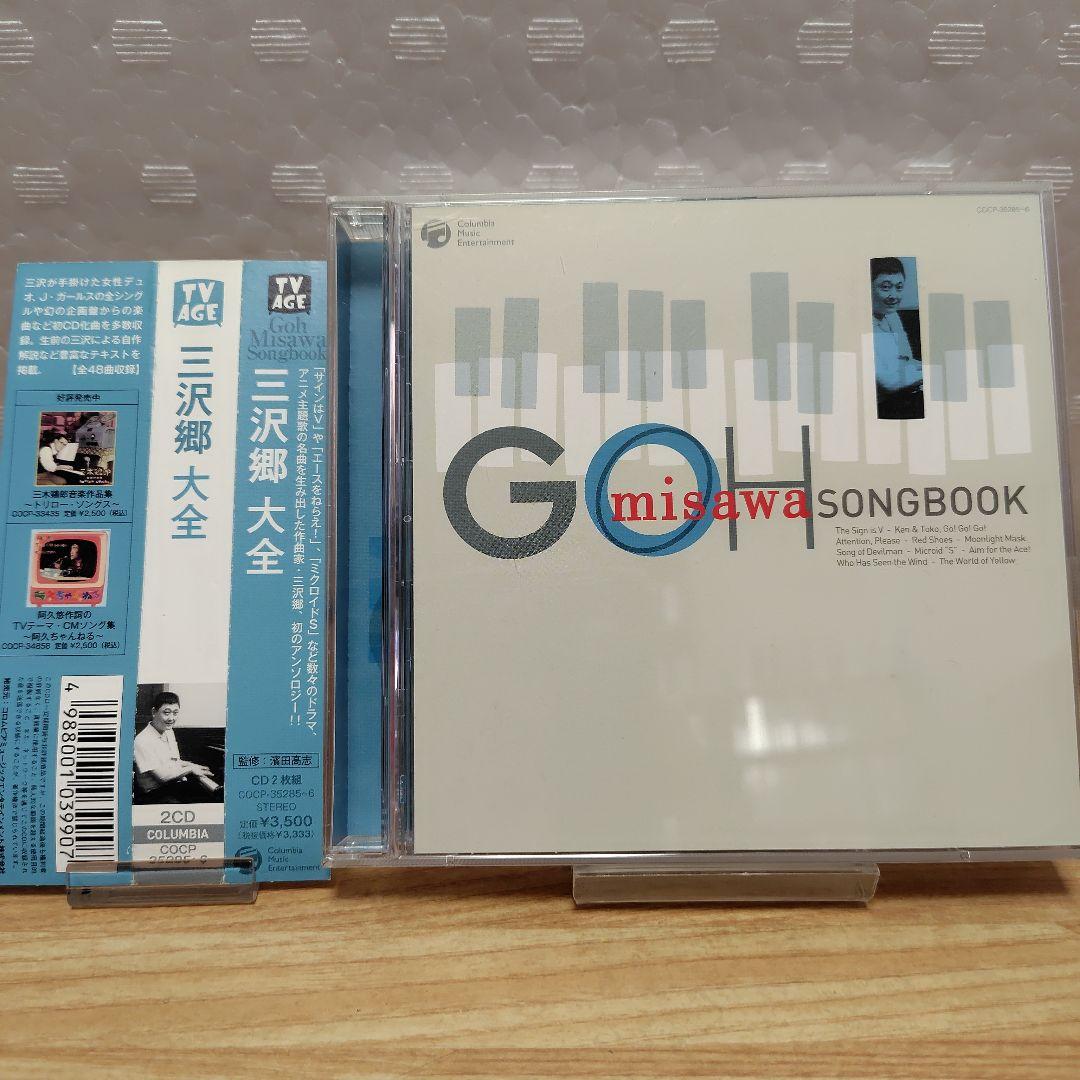 三沢が手掛けた女性デュ
オ、J・ガールスの全シング
ルや幻の企画盤からの楽
曲など初CD化曲を多数収
録。生前の三沢による自作
解説など豊富なテキストを
掲載。【全48曲収録】
好評発売中
三木鶏郎音楽作品集
～トリロー・ソングス～
COCP-33435 定価¥2,500（税込）
阿久悠作詞の
TVテーマ・CMソング集
～阿久ちゃんねる～
COCP-34858 定価¥2,500（税込）
4 988001 039907
TV
AGE
三沢郷 大全
2CD
COLUMBIA
COCP
TV
AGE
Goh
Misawa
Songbook
三沢郷 大全
「サインはV」や「エースをねらえ!」、「ミクロイドS」など数々のドラマ、
アニメ主題歌の名曲を生み出した作曲家・三沢郷、初のアンソロジー!!
監修：濱田高志
CD2枚組
COCP-35285~6
STEREO
定価¥3,500
（税抜価格¥3,333）
Columbia
Music
Entertainment
Columbia
Music
Entertainment
COCP-35285~6
GOH
misawa
SONGBOOK
The Sign is V - Ken & Toko, Go! Go! Go!
Attention, Please - Red Shoes - Moonlight Mask
Song of Devilman - Microid "S" - Aim for the Ace!
Who Has Seen the Wind - The World of Yellow